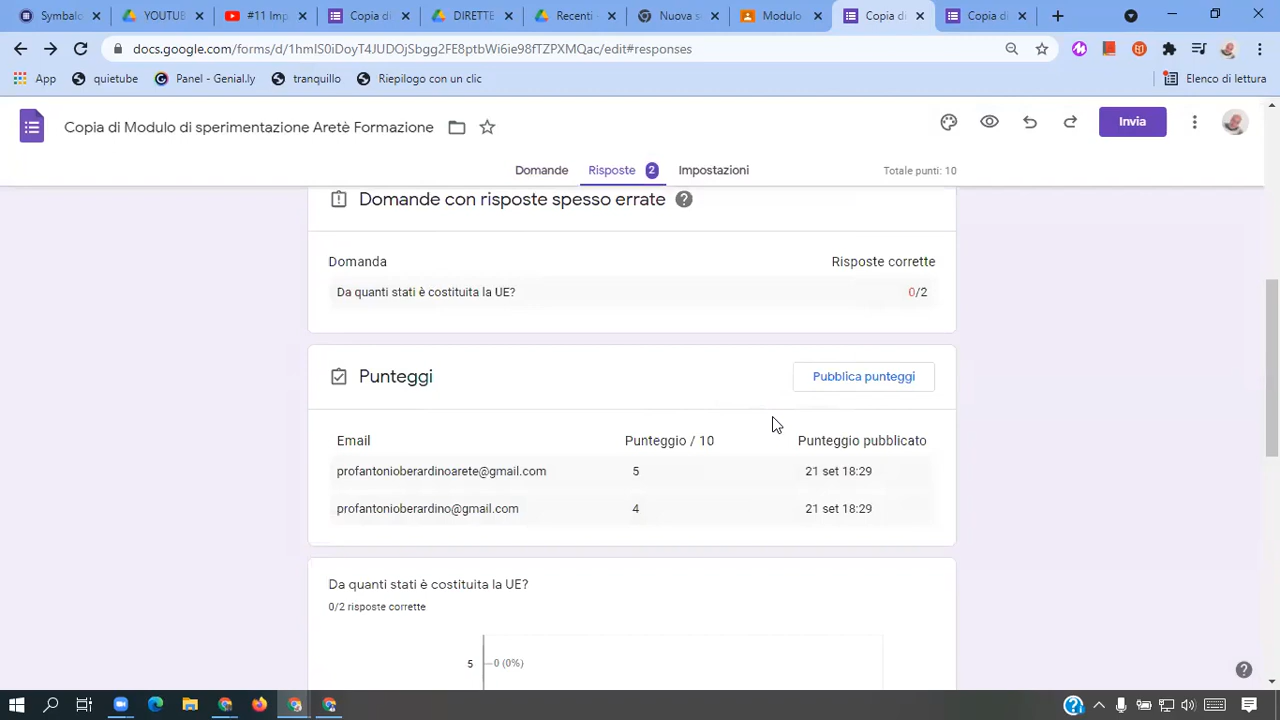 Symbalo
YOUTUB
#11 Imp
Copia di
DIRETTE
Recenti -
Nuova s
Modulo
Copia di
Copia di
docs.google.com/forms/d/1hmIS0iDoyT4JUDOjSbgg2FE8ptbWi6ie98fTZPXMQac/edit#responses
App
quietube
Panel - Genial.ly
tranquillo
Riepilogo con un clic
Elenco di lettura
Copia di Modulo di sperimentazione Aretè Formazione
Invia
Domande
Risposte 2
Impostazioni
Totale punti: 10
Domande con risposte spesso errate
Domanda
Risposte corrette
Da quanti stati è costituita la UE?
0/2
Punteggi
Pubblica punteggi
Email
Punteggio / 10
Punteggio pubblicato
profantonioberardinoarete@gmail.com
5
21 set 18:29
profantonioberardino@gmail.com
4
21 set 18:29
Da quanti stati è costituita la UE?
0/2 risposte corrette
5
0 (0%)